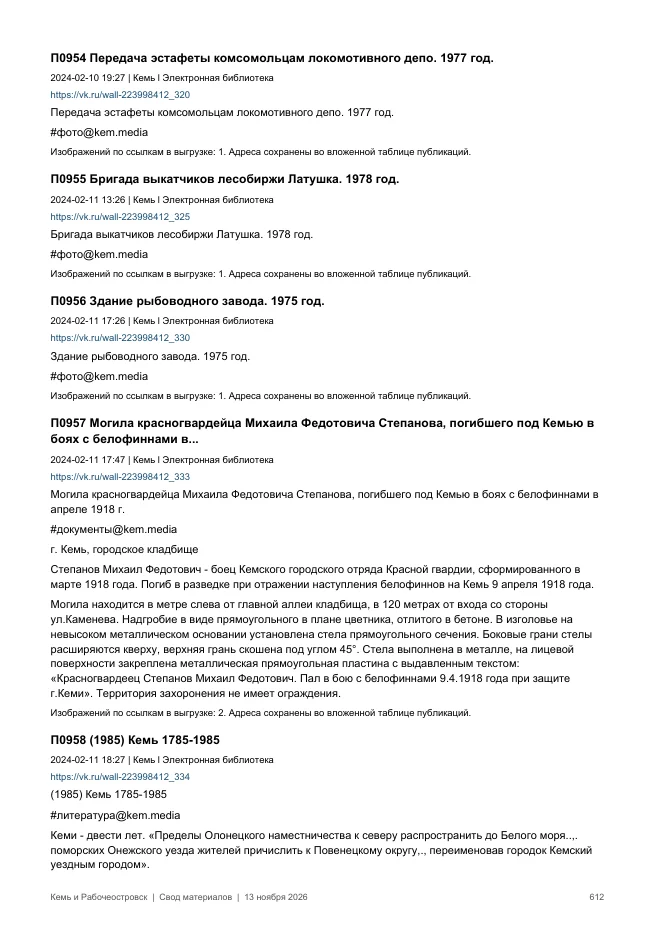 П0954 Передача эстафеты комсомольцам локомотивного депо. 1977 год.
2024-02-10 19:27 | Кемь I Электронная библиотека
https://vk.ru/wall-223998412_320
Передача эстафеты комсомольцам локомотивного депо. 1977 год.
#фото@kem.media
Изображений по ссылкам в выгрузке: 1. Адреса сохранены во вложенной таблице публикаций.
П0955 Бригада выкатчиков лесобиржи Латушка. 1978 год.
2024-02-11 13:26 | Кемь I Электронная библиотека
https://vk.ru/wall-223998412_325
Бригада выкатчиков лесобиржи Латушка. 1978 год.
#фото@kem.media
Изображений по ссылкам в выгрузке: 1. Адреса сохранены во вложенной таблице публикаций.
П0956 Здание рыбоводного завода. 1975 год.
2024-02-11 17:26 | Кемь I Электронная библиотека
https://vk.ru/wall-223998412_330
Здание рыбоводного завода. 1975 год.
#фото@kem.media
Изображений по ссылкам в выгрузке: 1. Адреса сохранены во вложенной таблице публикаций.
П0957 Могила красногвардейца Михаила Федотовича Степанова, погибшего под Кемью в
боях с белофиннами в...
2024-02-11 17:47 | Кемь I Электронная библиотека
https://vk.ru/wall-223998412_333
Могила красногвардейца Михаила Федотовича Степанова, погибшего под Кемью в боях с белофиннами в
апреле 1918 г.
#документы@kem.media
г. Кемь, городское кладбище
Степанов Михаил Федотович - боец Кемского городского отряда Красной гвардии, сформированного в
марте 1918 года. Погиб в разведке при отражении наступления белофиннов на Кемь 9 апреля 1918 года.
Могила находится в метре слева от главной аллеи кладбища, в 120 метрах от входа со стороны
ул.Каменева. Надгробие в виде прямоугольного в плане цветника, отлитого в бетоне. В изголовье на
невысоком металлическом основании установлена стела прямоугольного сечения. Боковые грани стелы
расширяются кверху, верхняя грань скошена под углом 45°. Стела выполнена в металле, на лицевой
поверхности закреплена металлическая прямоугольная пластина с выдавленным текстом:
«Красногвардеец Степанов Михаил Федотович. Пал в бою с белофиннами 9.4.1918 года при защите
г.Кеми». Территория захоронения не имеет ограждения.
Изображений по ссылкам в выгрузке: 2. Адреса сохранены во вложенной таблице публикаций.
П0958 (1985) Кемь 1785-1985
2024-02-11 18:27 | Кемь I Электронная библиотека
https://vk.ru/wall-223998412_334
(1985) Кемь 1785-1985
#литература@kem.media
Кеми - двести лет. «Пределы Олонецкого наместничества к северу распространить до Белого моря..,.
поморских Онежского уезда жителей причислить к Повенецкому округу,., переименовав городок Кемский
уездным городом».
Кемь и Рабочеостровск | Свод материалов | 13 ноября 2026
612